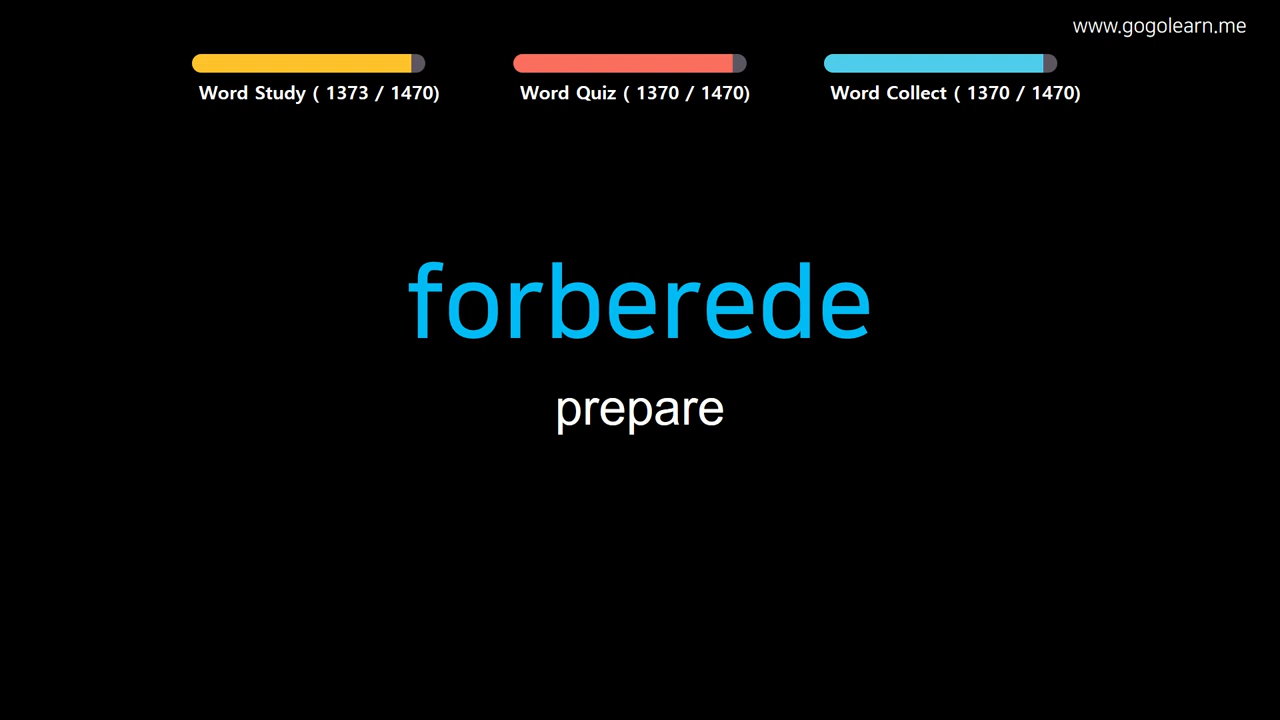 www.gogolearn.me
Word Study ( 1373 / 1470)
Word Quiz ( 1370 / 1470)
Word Collect ( 1370 / 1470)
forberede
prepare